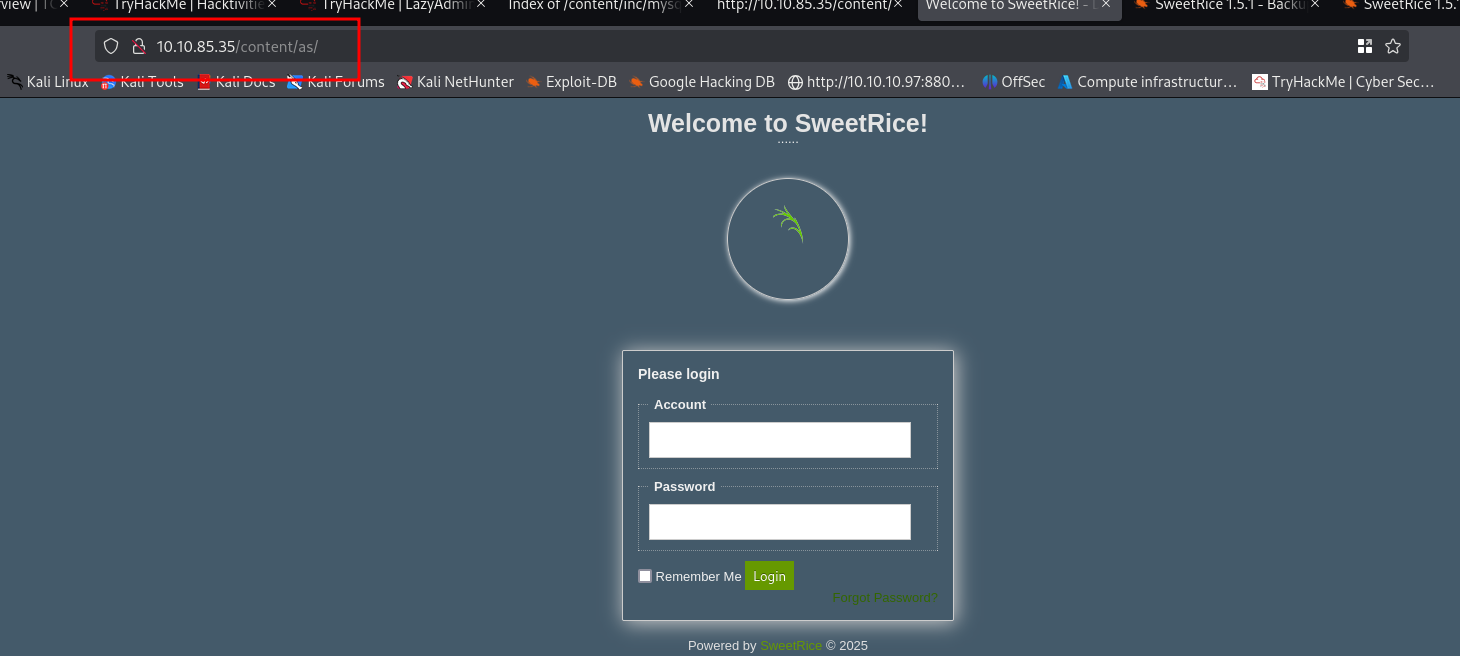 rview | TC × TryHackMe | Hacktivitie × TryHackMe | LazyAdmin × Index of /content/inc/mysq × http://10.10.85.35/content/ × Welcome to SweetRice! - × SweetRice 1.5.1 - Backu × SweetRice 1.5.
10.10.85.35/content/as/
Kali Linux Kali Tools Kali Docs Kali Forums Kali NetHunter Exploit-DB Google Hacking DB http://10.10.10.97:880… OffSec Compute infrastructur… TryHackMe | Cyber Sec…
Welcome to SweetRice!
......
Please login
Account
Password
Remember Me Login
Forgot Password?
Powered by SweetRice © 2025